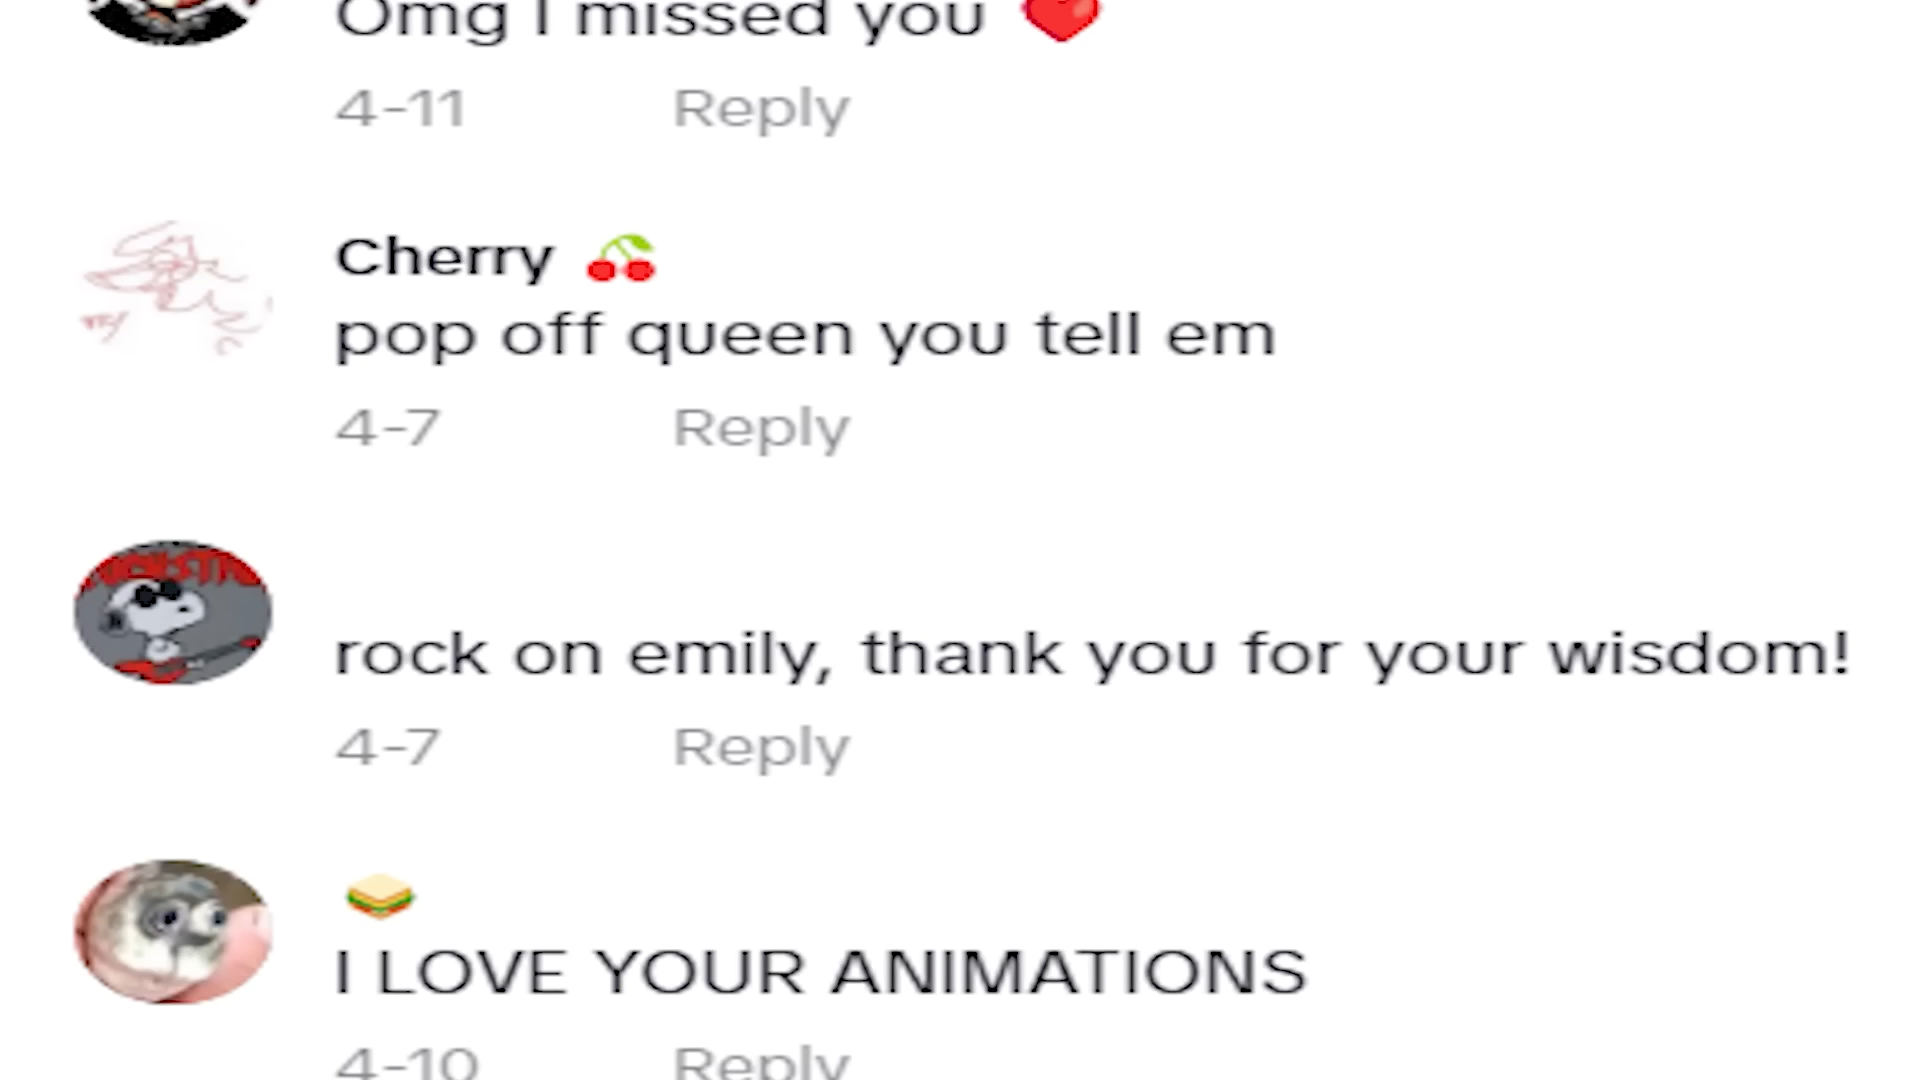 Omg I missed you ❤️
4-11 Reply
Cherry 🍒
pop off queen you tell em
4-7 Reply
rock on emily, thank you for your wisdom!
4-7 Reply
🥪
I LOVE YOUR ANIMATIONS
4-10 Reply